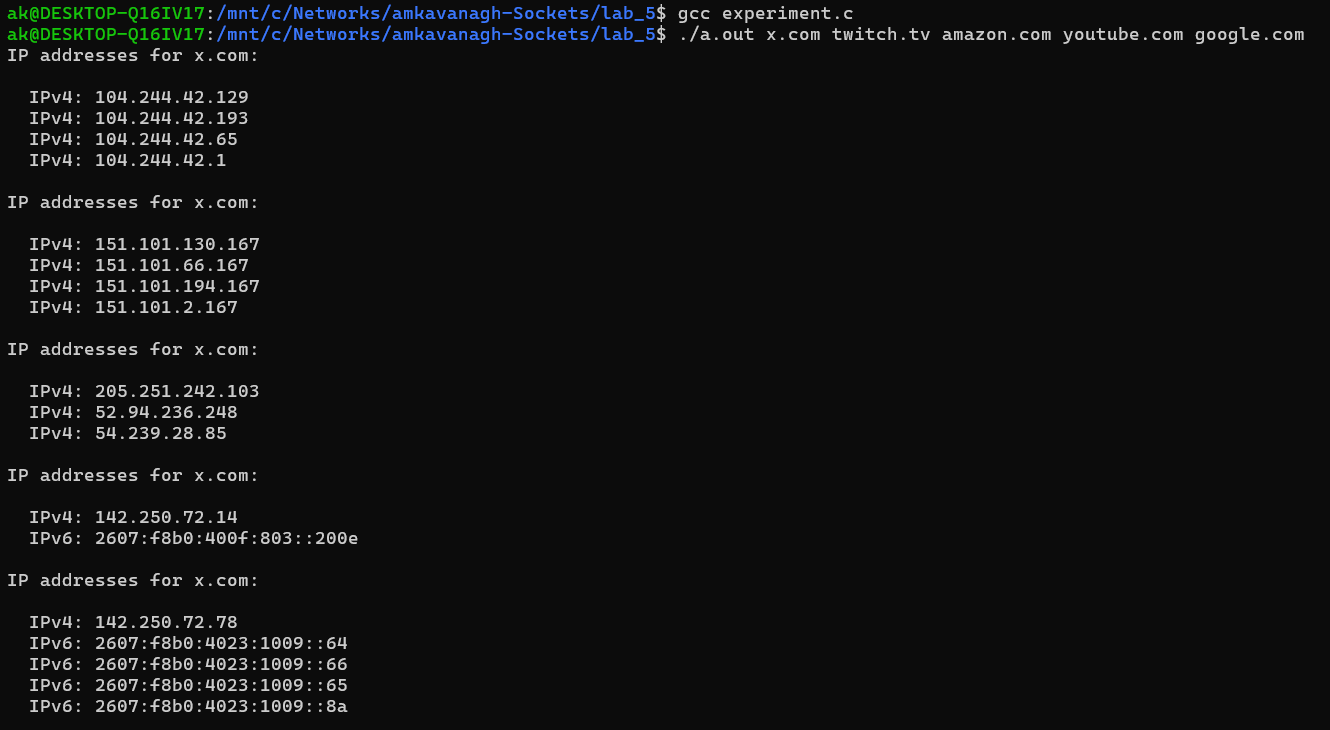 ak@DESKTOP-Q16IV17:/mnt/c/Networks/amkavanagh-Sockets/lab_5$ gcc experiment.c
ak@DESKTOP-Q16IV17:/mnt/c/Networks/amkavanagh-Sockets/lab_5$ ./a.out x.com twitch.tv amazon.com youtube.com google.com
IP addresses for x.com:

  IPv4: 104.244.42.129
  IPv4: 104.244.42.193
  IPv4: 104.244.42.65
  IPv4: 104.244.42.1

IP addresses for x.com:

  IPv4: 151.101.130.167
  IPv4: 151.101.66.167
  IPv4: 151.101.194.167
  IPv4: 151.101.2.167

IP addresses for x.com:

  IPv4: 205.251.242.103
  IPv4: 52.94.236.248
  IPv4: 54.239.28.85

IP addresses for x.com:

  IPv4: 142.250.72.14
  IPv6: 2607:f8b0:400f:803::200e

IP addresses for x.com:

  IPv4: 142.250.72.78
  IPv6: 2607:f8b0:4023:1009::64
  IPv6: 2607:f8b0:4023:1009::66
  IPv6: 2607:f8b0:4023:1009::65
  IPv6: 2607:f8b0:4023:1009::8a